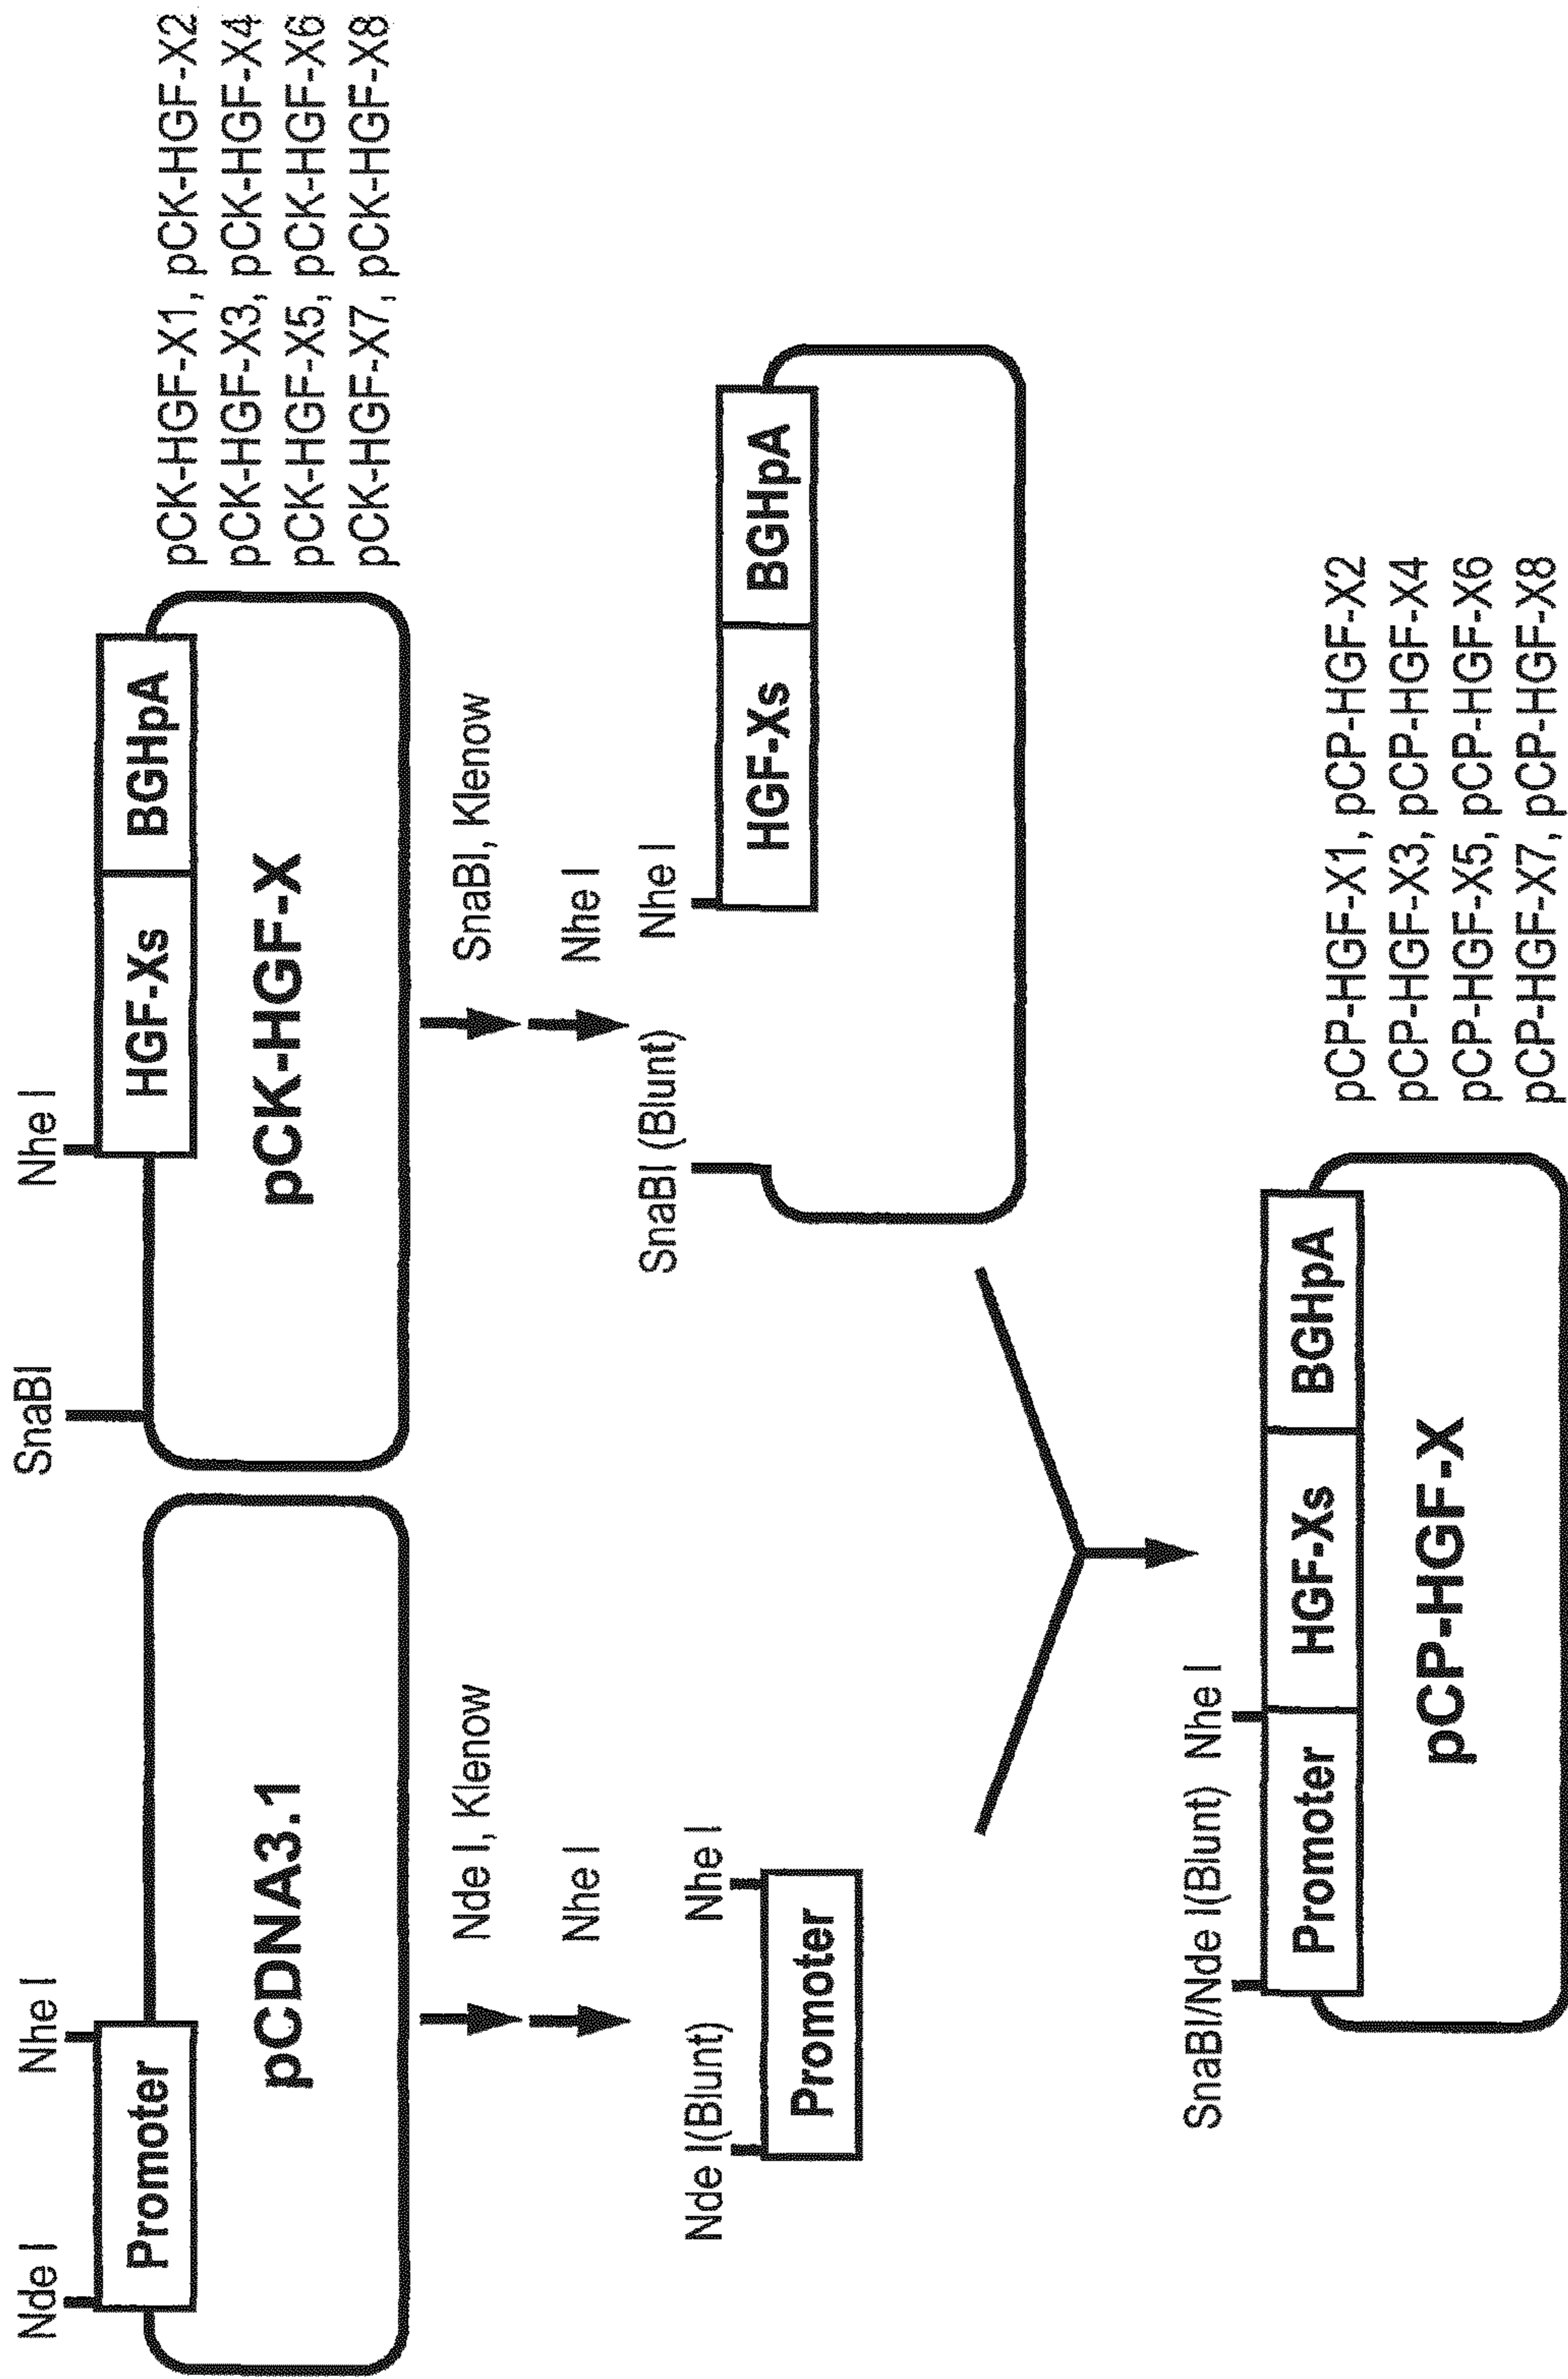 Nde I
Nhe I
Promoter
pCDNA3.1
SnaBI
Nhe I
HGF-Xs
BGHpA
pCK-HGF-X
pCK-HGF-X1, pCK-HGF-X2
pCK-HGF-X3, pCK-HGF-X4
pCK-HGF-X5, pCK-HGF-X6
pCK-HGF-X7, pCK-HGF-X8
Nde I, Klenow
Nhe I
SnaBI, Klenow
Nhe I
Nde I(Blunt)
Nhe I
Promoter
SnaBI (Blunt)
Nhe I
HGF-Xs
BGHpA
SnaBI/Nde I(Blunt)
Nhe I
Promoter
HGF-Xs
BGHpA
pCP-HGF-X
pCP-HGF-X1, pCP-HGF-X2
pCP-HGF-X3, pCP-HGF-X4
pCP-HGF-X5, pCP-HGF-X6
pCP-HGF-X7, pCP-HGF-X8